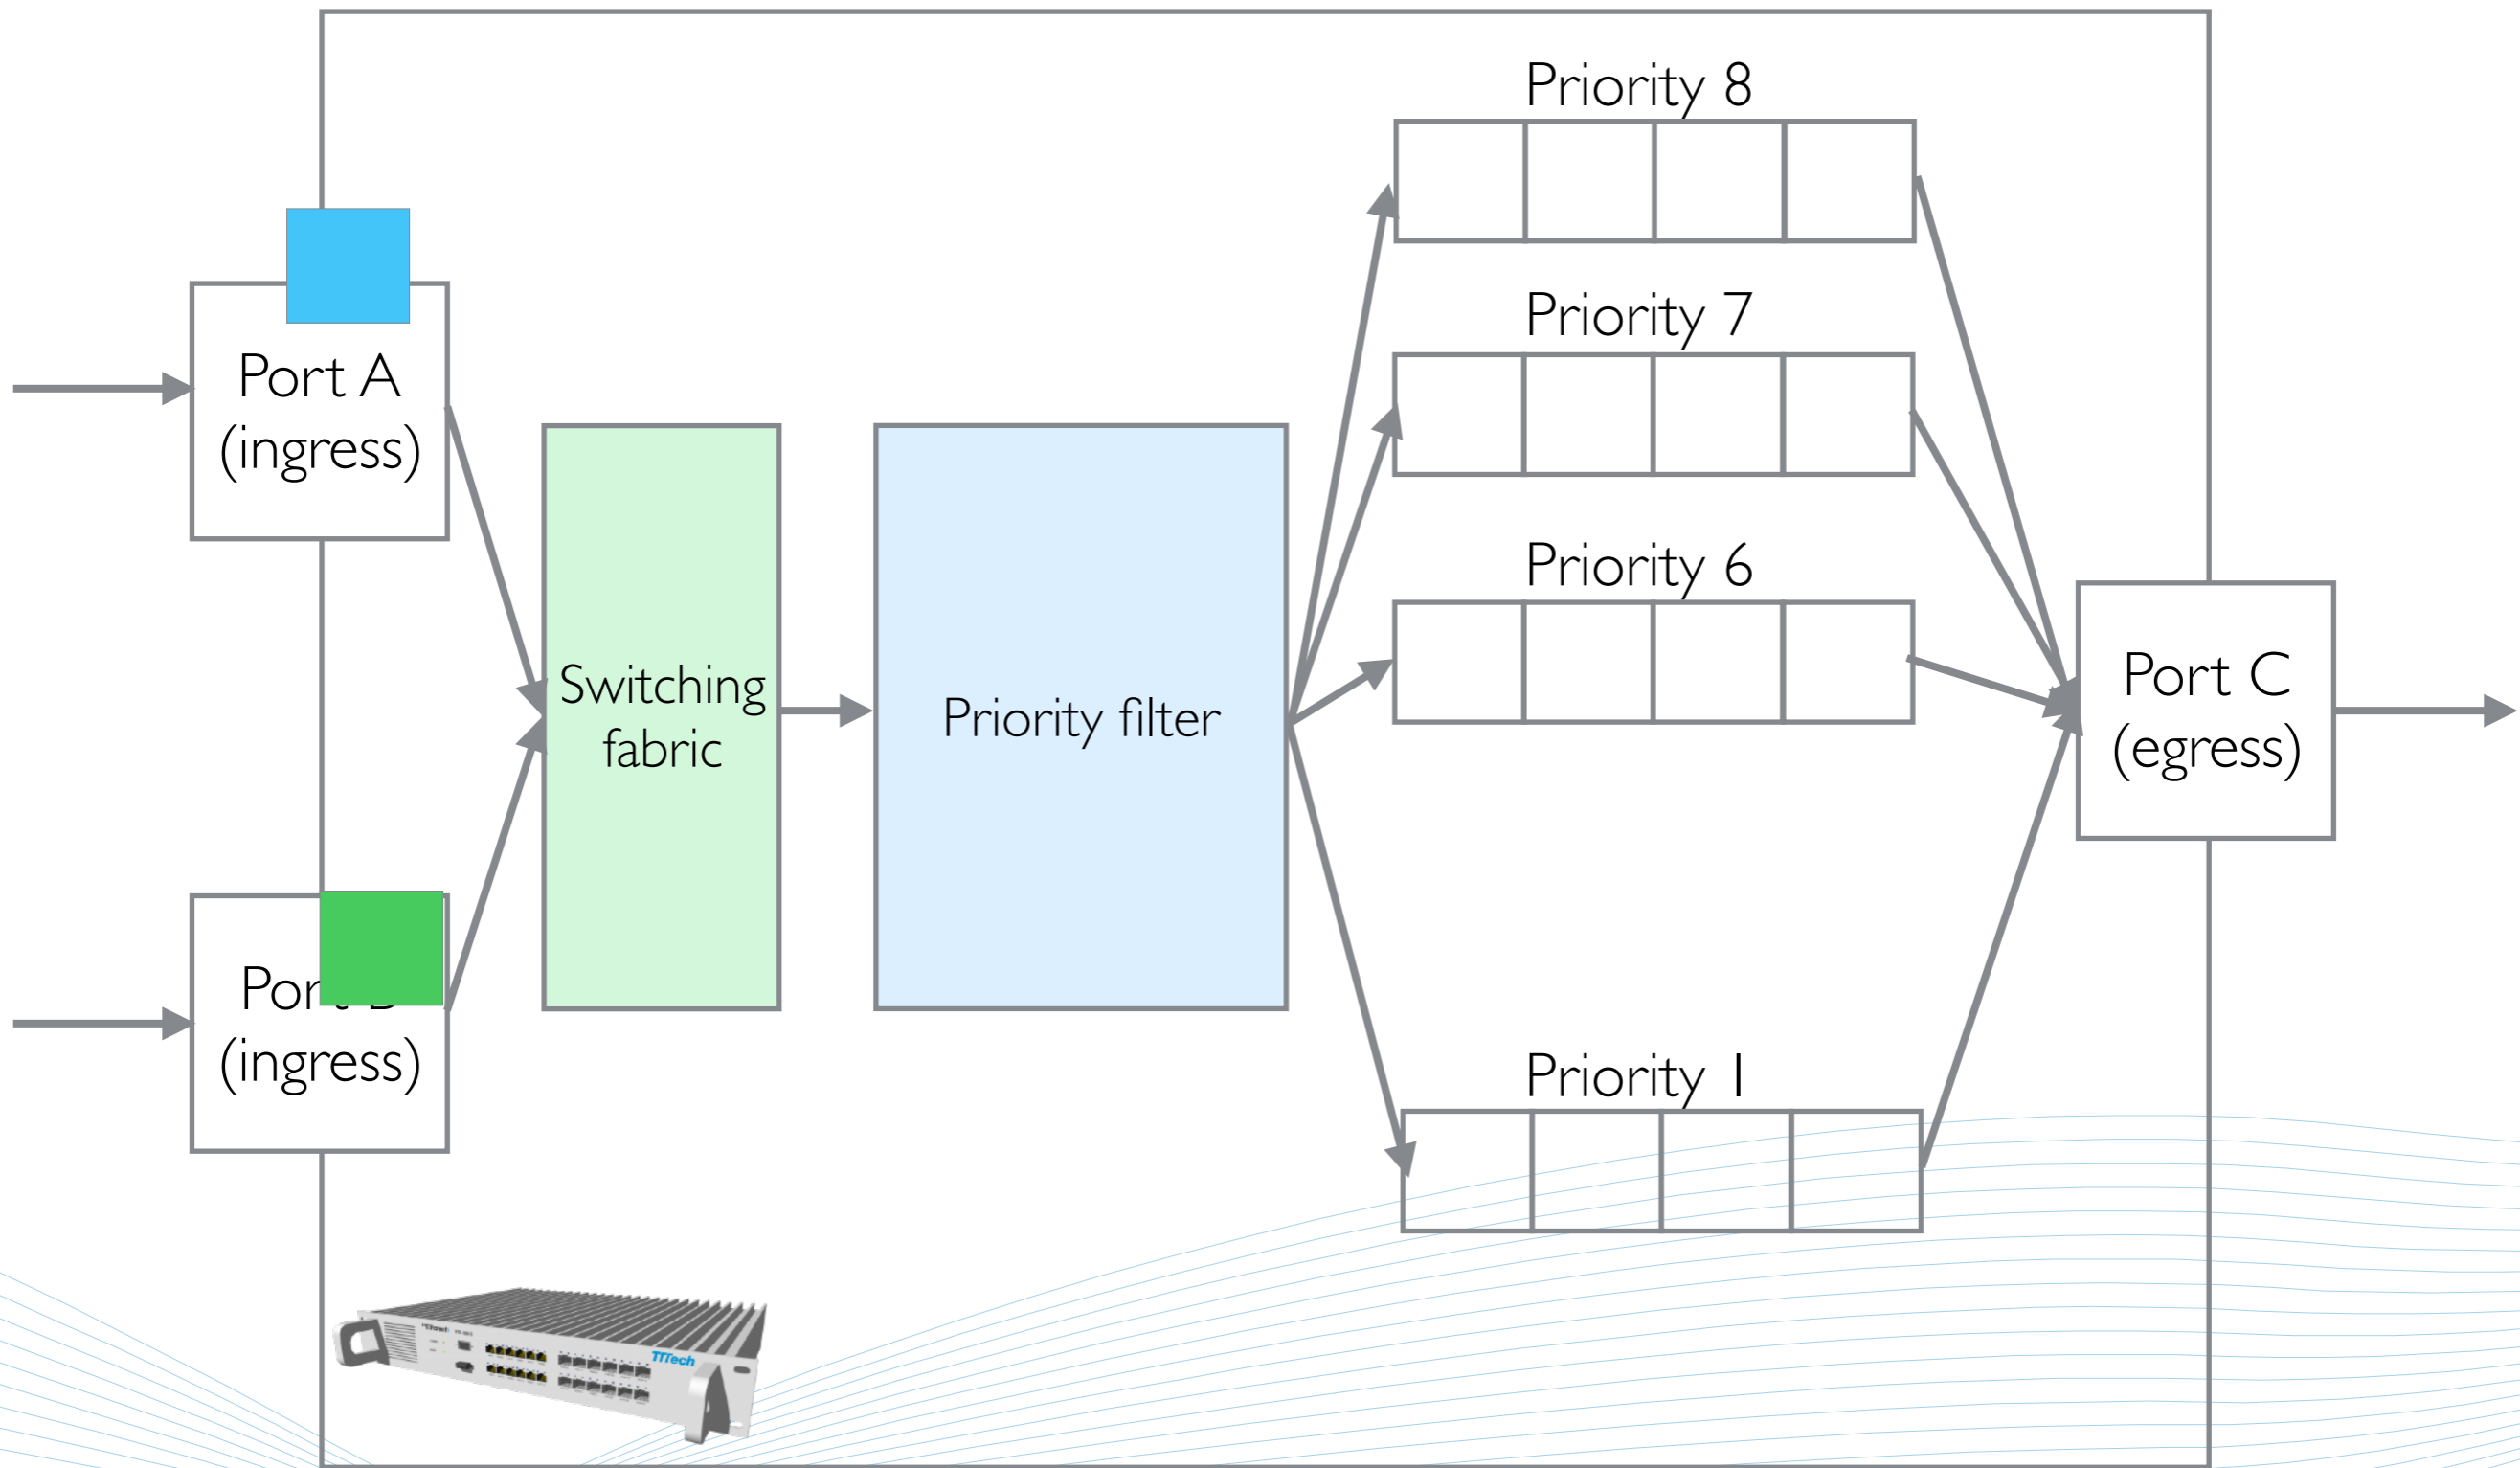 Priority 8
Priority 7
Port A
(ingress)
Priority 6
Switching
fabric
Priority filter
Port C
(egress)
(ingress)
Priority 1
TTTech